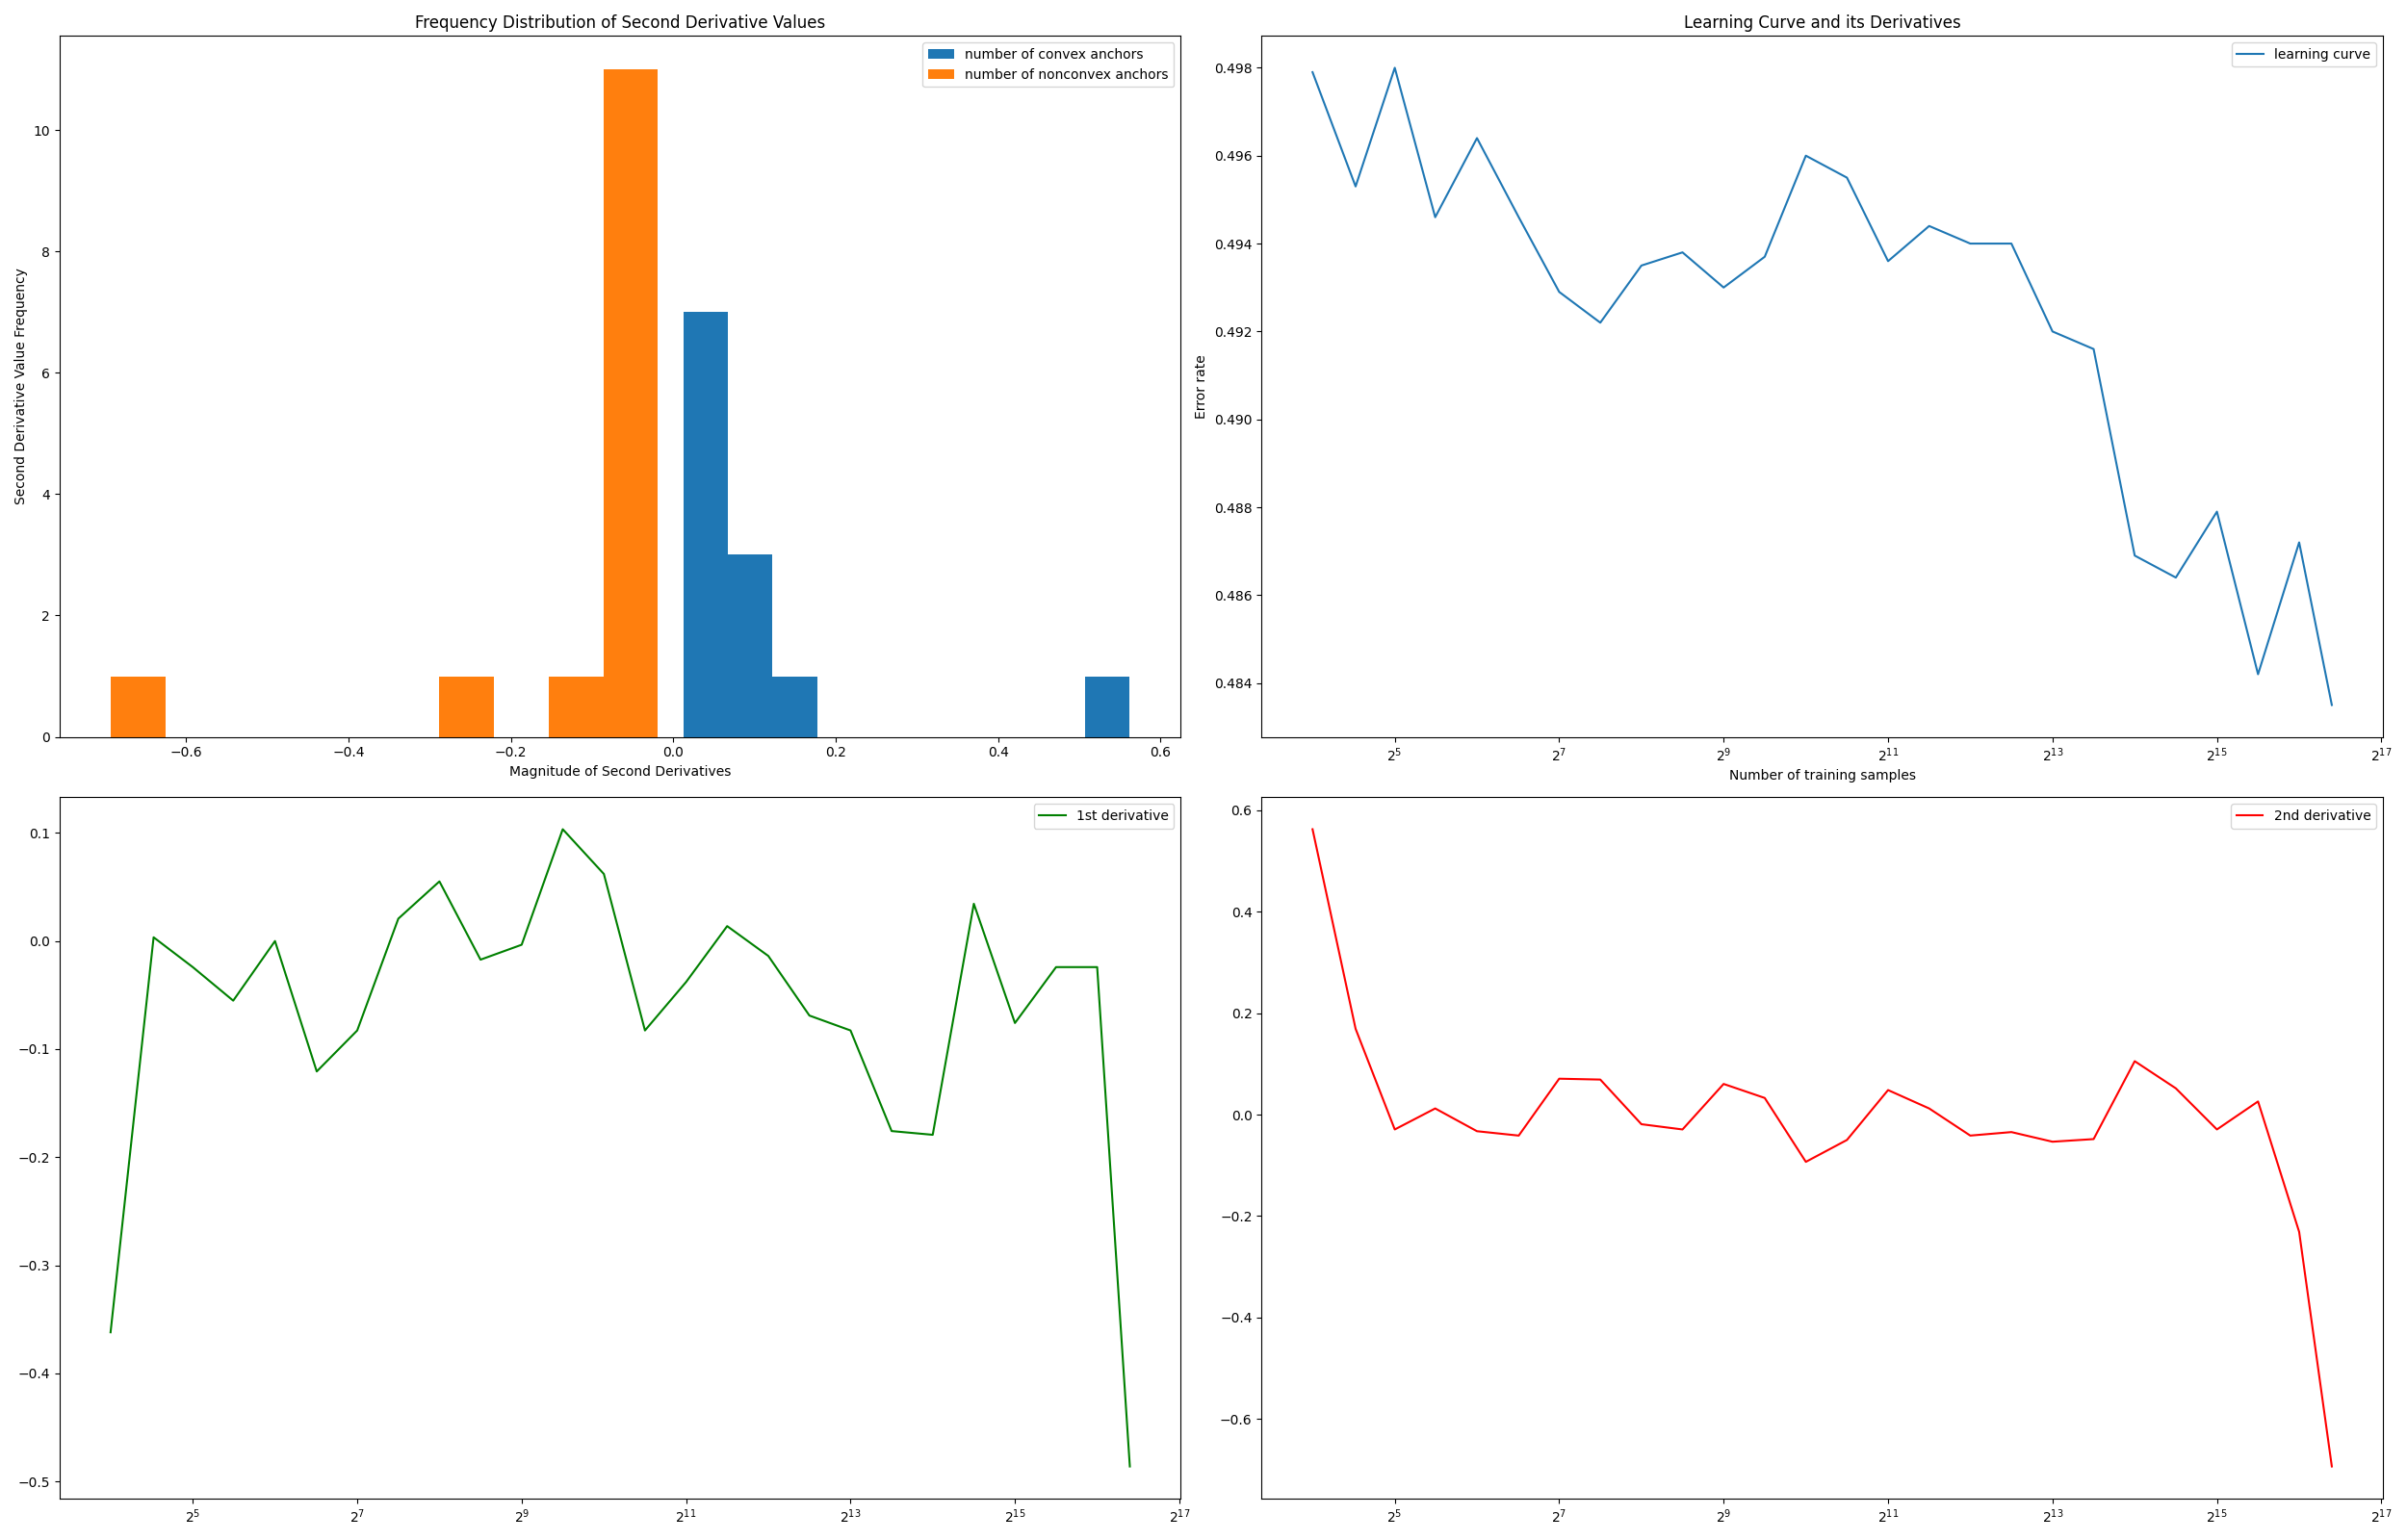 Frequency Distribution of Second Derivative Values
number of convex anchors
number of nonconvex anchors
Second Derivative Value Frequency
10
8
6
4
2
0
−0.6 −0.4 −0.2 0.0 0.2 0.4 0.6
Magnitude of Second Derivatives
Learning Curve and its Derivatives
learning curve
Error rate
0.498
0.496
0.494
0.492
0.490
0.488
0.486
0.484
2^5 2^7 2^9 2^11 2^13 2^15 2^17
Number of training samples
1st derivative
0.1
0.0
−0.1
−0.2
−0.3
−0.4
−0.5
2^5 2^7 2^9 2^11 2^13 2^15 2^17
2nd derivative
0.6
0.4
0.2
0.0
−0.2
−0.4
−0.6
2^5 2^7 2^9 2^11 2^13 2^15 2^17